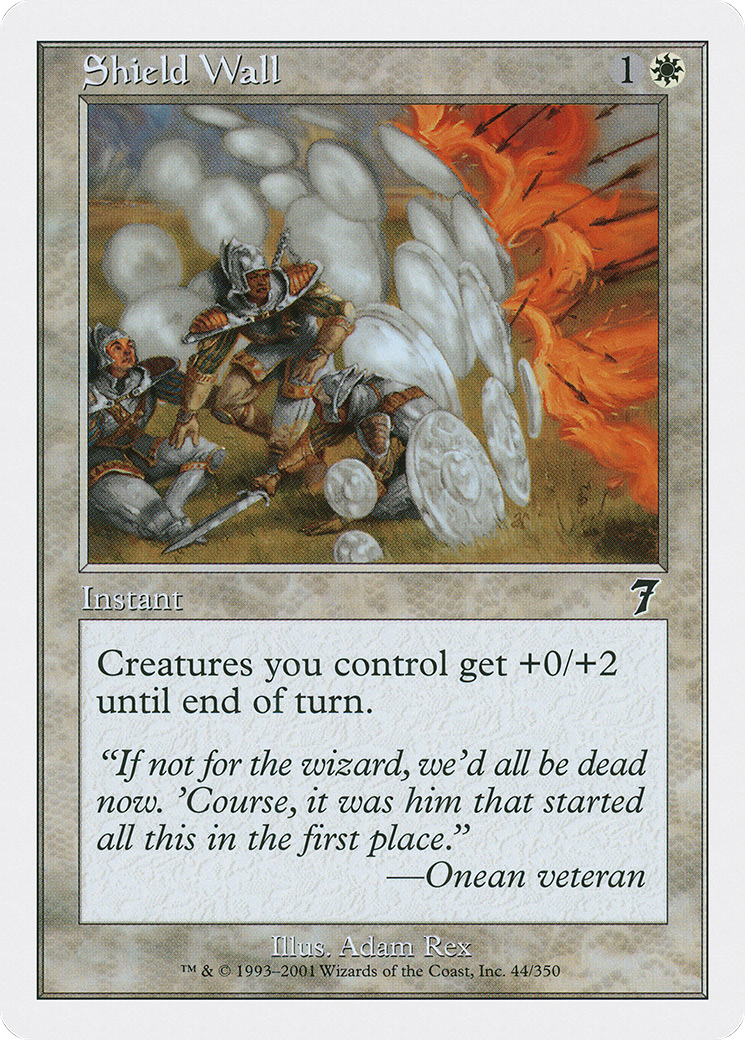 Shield Wall 1
Instant 7
Creatures you control get +0/+2
until end of turn.
“If not for the wizard, we’d all be dead
now. ’Course, it was him that started
all this in the first place.”
—Onean veteran
Illus. Adam Rex
™ & © 1993–2001 Wizards of the Coast, Inc. 44/350